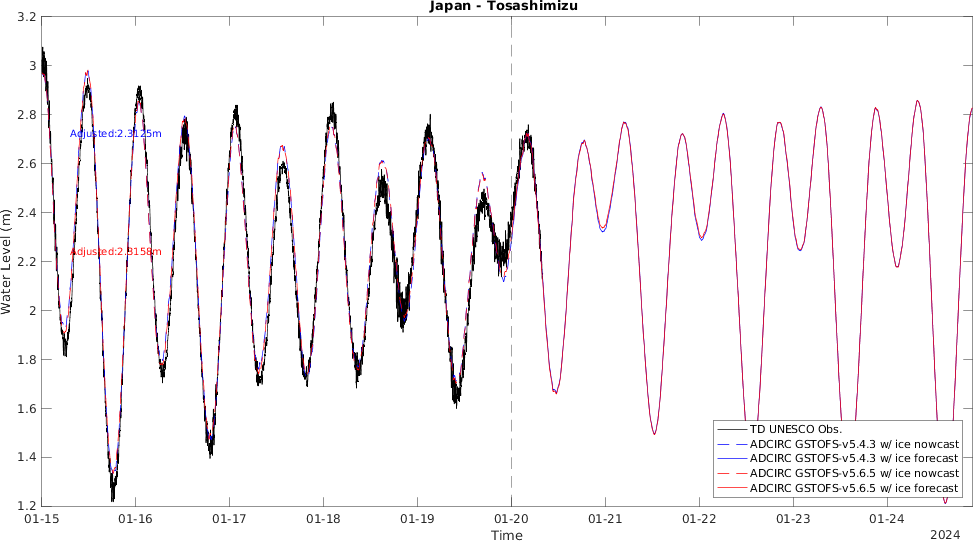 Japan - Tosashimizu
3.2
3
2.8
2.6
2.4
2.2
2
1.8
1.6
1.4
1.2
Water Level (m)
Adjusted:2.3125m
Adjusted:2.3158m
TD UNESCO Obs.
ADCIRC GSTOFS-v5.4.3 w/ ice nowcast
ADCIRC GSTOFS-v5.4.3 w/ ice forecast
ADCIRC GSTOFS-v5.6.5 w/ ice nowcast
ADCIRC GSTOFS-v5.6.5 w/ ice forecast
01-15 01-16 01-17 01-18 01-19 01-20 01-21 01-22 01-23 01-24
Time
2024